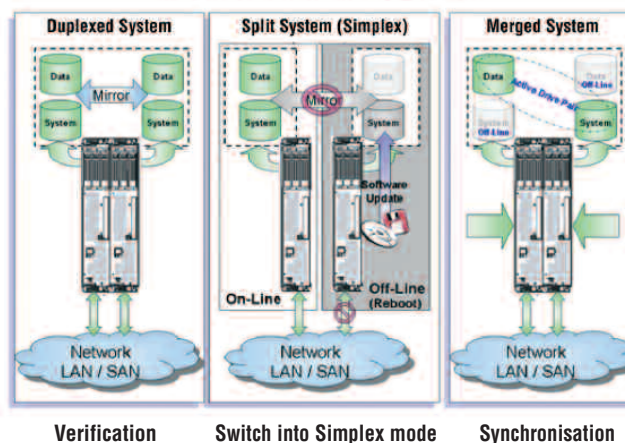 Duplexed System
Data
Data
Mirror
System
System
Network
LAN / SAN
Verification
Split System (Simplex)
Data
Data
Mirror
System
System
Software
Update
On-Line
Off-Line
(Reboot)
Network
LAN / SAN
Switch into Simplex mode
Merged System
Data
Data
Off-Line
Active Drive Pair
System
Off-Line
System
Network
LAN / SAN
Synchronisation